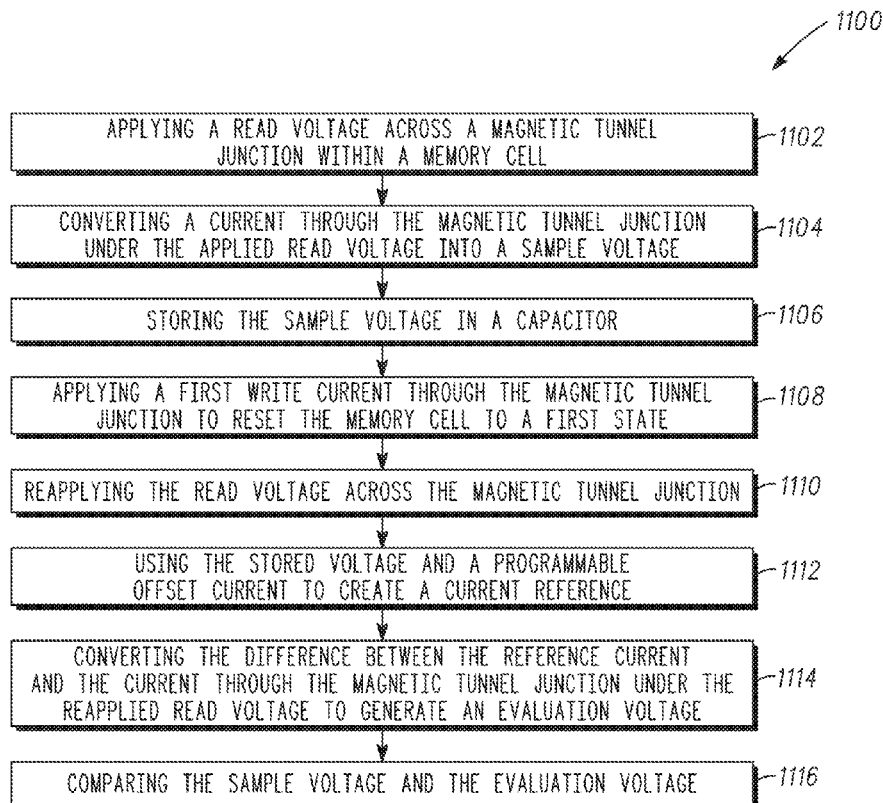 1100
APPLYING A READ VOLTAGE ACROSS A MAGNETIC TUNNEL
JUNCTION WITHIN A MEMORY CELL
1102
CONVERTING A CURRENT THROUGH THE MAGNETIC TUNNEL JUNCTION
UNDER THE APPLIED READ VOLTAGE INTO A SAMPLE VOLTAGE
1104
STORING THE SAMPLE VOLTAGE IN A CAPACITOR
1106
APPLYING A FIRST WRITE CURRENT THROUGH THE MAGNETIC TUNNEL
JUNCTION TO RESET THE MEMORY CELL TO A FIRST STATE
1108
REAPPLYING THE READ VOLTAGE ACROSS THE MAGNETIC TUNNEL JUNCTION
1110
USING THE STORED VOLTAGE AND A PROGRAMMABLE
OFFSET CURRENT TO CREATE A CURRENT REFERENCE
1112
CONVERTING THE DIFFERENCE BETWEEN THE REFERENCE CURRENT
AND THE CURRENT THROUGH THE MAGNETIC TUNNEL JUNCTION UNDER THE
REAPPLIED READ VOLTAGE TO GENERATE AN EVALUATION VOLTAGE
1114
COMPARING THE SAMPLE VOLTAGE AND THE EVALUATION VOLTAGE
1116